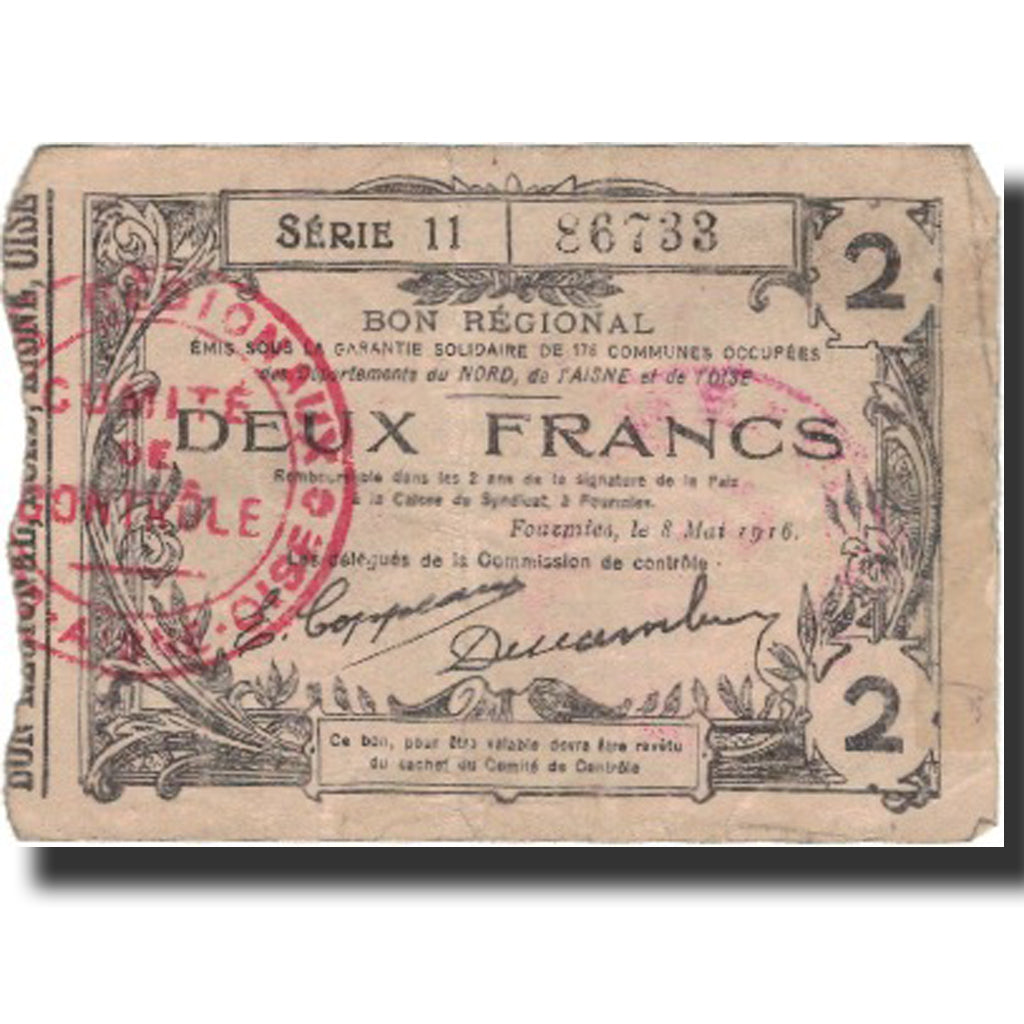 SÉRIE 11 86733
2
BON RÉGIONAL
ÉMIS SOUS LA GARANTIE SOLIDAIRE DE 176 COMMUNES OCCUPÉES
des Départements du NORD, de l'AISNE et de l'OISE
DEUX FRANCS
Remboursable dans les 2 ans de la signature de la Paix
à la Caisse du Syndicat, à Fourmies.
Fourmies, le 8 Mai 1916.
Les délégués de la Commission de contrôle
2
Ce bon, pour être valable devra être revêtu
du cachet du Comité de Contrôle
COMITÉ
DE
CONTRÔLE
AISNE · OISE
OISE